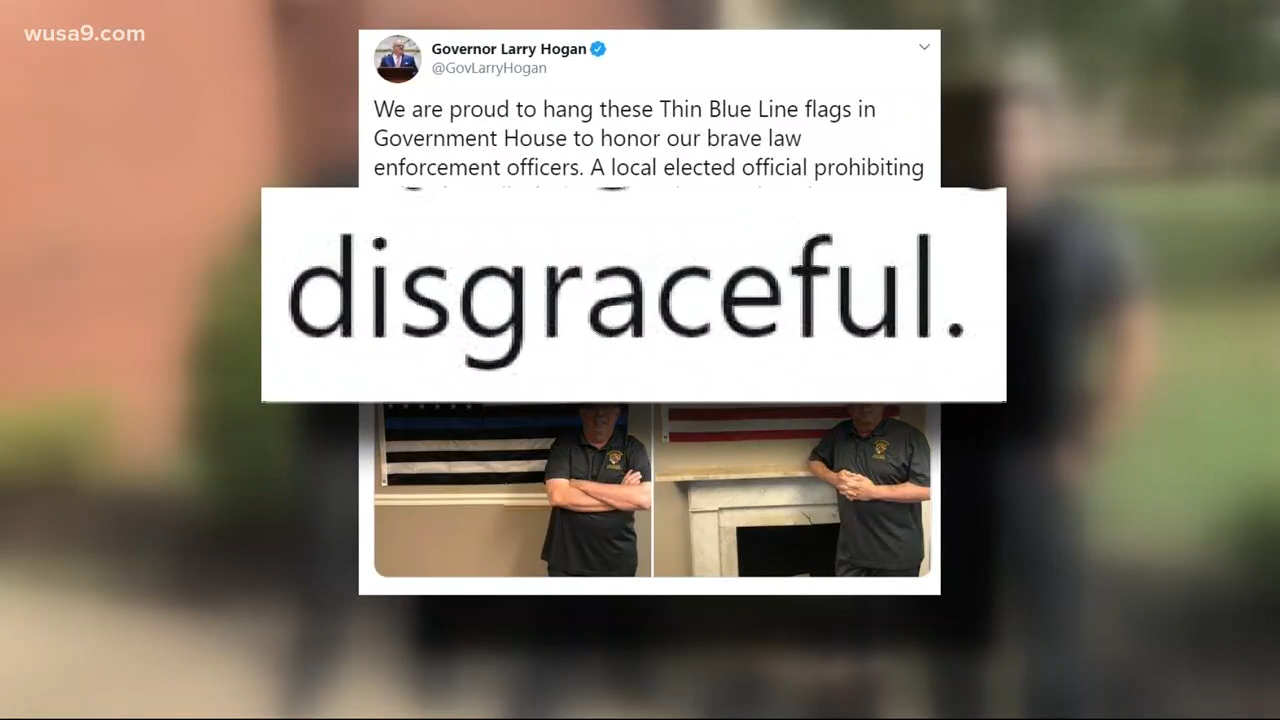 wusa9.com
Governor Larry Hogan
@GovLarryHogan
We are proud to hang these Thin Blue Line flags in
Government House to honor our brave law
enforcement officers. A local elected official prohibiting
disgraceful.